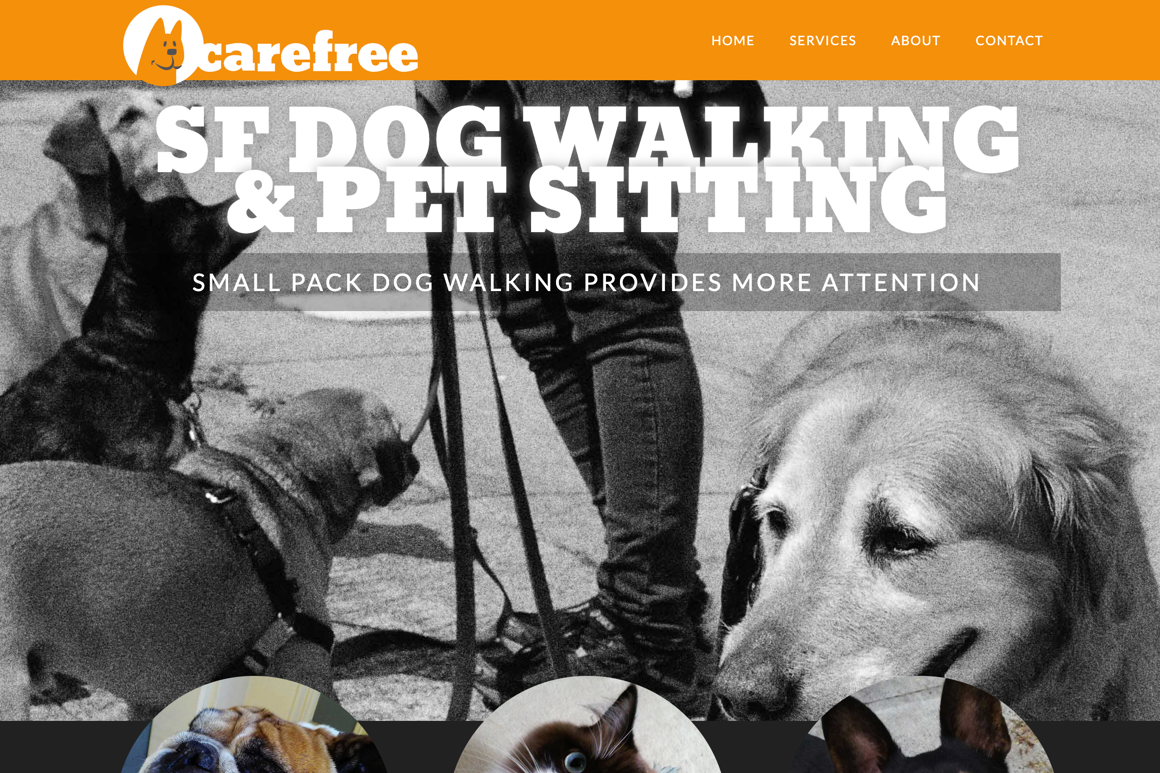 carefree
HOME SERVICES ABOUT CONTACT
SF DOG WALKING
& PET SITTING
SMALL PACK DOG WALKING PROVIDES MORE ATTENTION